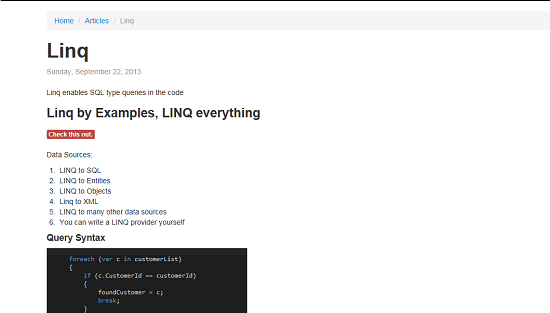 Home / Articles / Linq
Linq
Sunday, September 22, 2013
Linq enables SQL type queries in the code
Linq by Examples, LINQ everything
Check this out.
Data Sources:
1. LINQ to SQL
2. LINQ to Entities
3. LINQ to Objects
4. Linq to XML
5. LINQ to many other data sources
6. You can write a LINQ provider yourself
Query Syntax
foreach (var c in customerList)
{
if (c.CustomerId == customerId)
{
foundCustomer = c;
break;
}